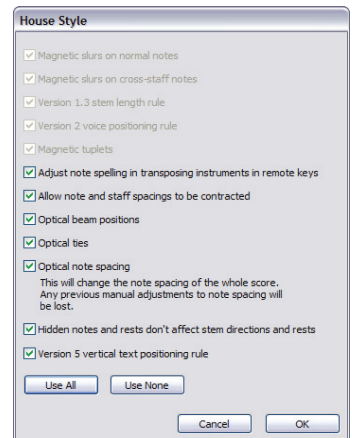 House Style
Magnetic slurs on normal notes
Magnetic slurs on cross-staff notes
Version 1.3 stem length rule
Version 2 voice positioning rule
Magnetic tuplets
Adjust note spelling in transposing instruments in remote keys
Allow note and staff spacings to be contracted
Optical beam positions
Optical ties
Optical note spacing
This will change the note spacing of the whole score.
Any previous manual adjustments to note spacing will
be lost.
Hidden notes and rests don't affect stem directions and rests
Version 5 vertical text positioning rule
Use All Use None
Cancel OK